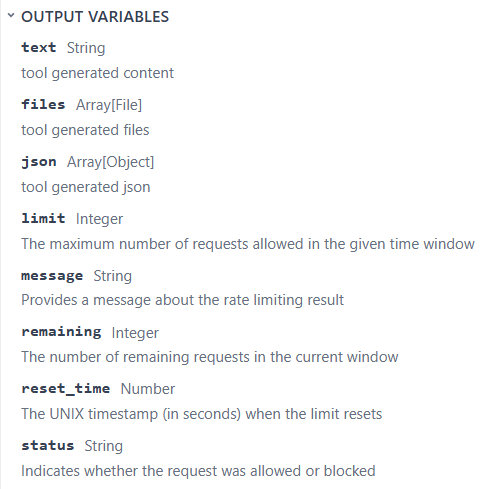 OUTPUT VARIABLES
text String
tool generated content
files Array[File]
tool generated files
json Array[Object]
tool generated json
limit Integer
The maximum number of requests allowed in the given time window
message String
Provides a message about the rate limiting result
remaining Integer
The number of remaining requests in the current window
reset_time Number
The UNIX timestamp (in seconds) when the limit resets
status String
Indicates whether the request was allowed or blocked